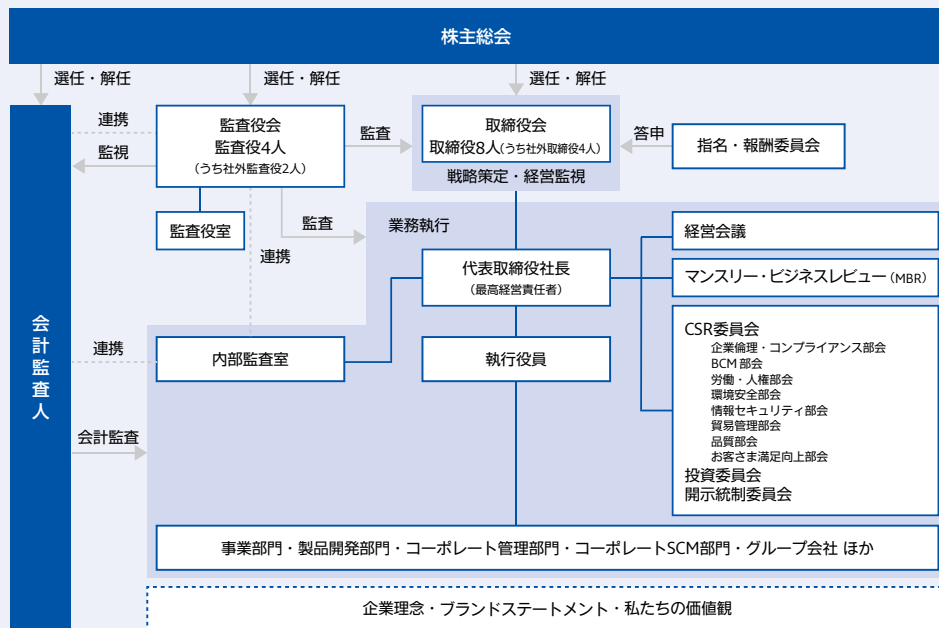 株主総会
選任・解任
選任・解任
選任・解任
連携
監視
監査役会
監査役4人
(うち社外監査役2人)
監査
取締役会
取締役8人(うち社外取締役4人)
戦略策定・経営監視
答申
指名・報酬委員会
監査役室
監査
連携
業務執行
代表取締役社長
(最高経営責任者)
経営会議
マンスリー・ビジネスレビュー(MBR)
会計監査人
連携
内部監査室
執行役員
CSR委員会
企業倫理・コンプライアンス部会
BCM部会
労働・人権部会
環境安全部会
情報セキュリティ部会
貿易管理部会
品質部会
お客さま満足向上部会
投資委員会
開示統制委員会
会計監査
事業部門・製品開発部門・コーポレート管理部門・コーポレートSCM部門・グループ会社 ほか
企業理念・ブランドステートメント・私たちの価値観